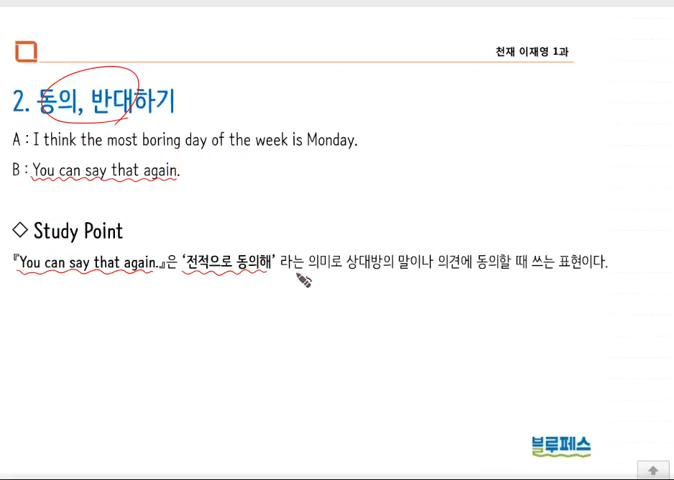 천재 이재영 1과
2. 동의, 반대하기
A : I think the most boring day of the week is Monday.
B : You can say that again.
◇ Study Point
『You can say that again.』은 '전적으로 동의해' 라는 의미로 상대방의 말이나 의견에 동의할 때 쓰는 표현이다.
블루페스